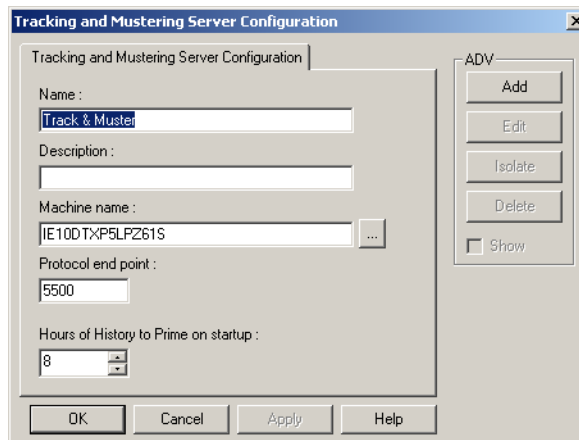 Tracking and Mustering Server Configuration
Tracking and Mustering Server Configuration
Name :
Track & Muster
Description :
Machine name :
IE10DTXP5LPZ61S
...
Protocol end point :
5500
Hours of History to Prime on startup :
8
ADV
Add
Edit
Isolate
Delete
Show
OK
Cancel
Apply
Help